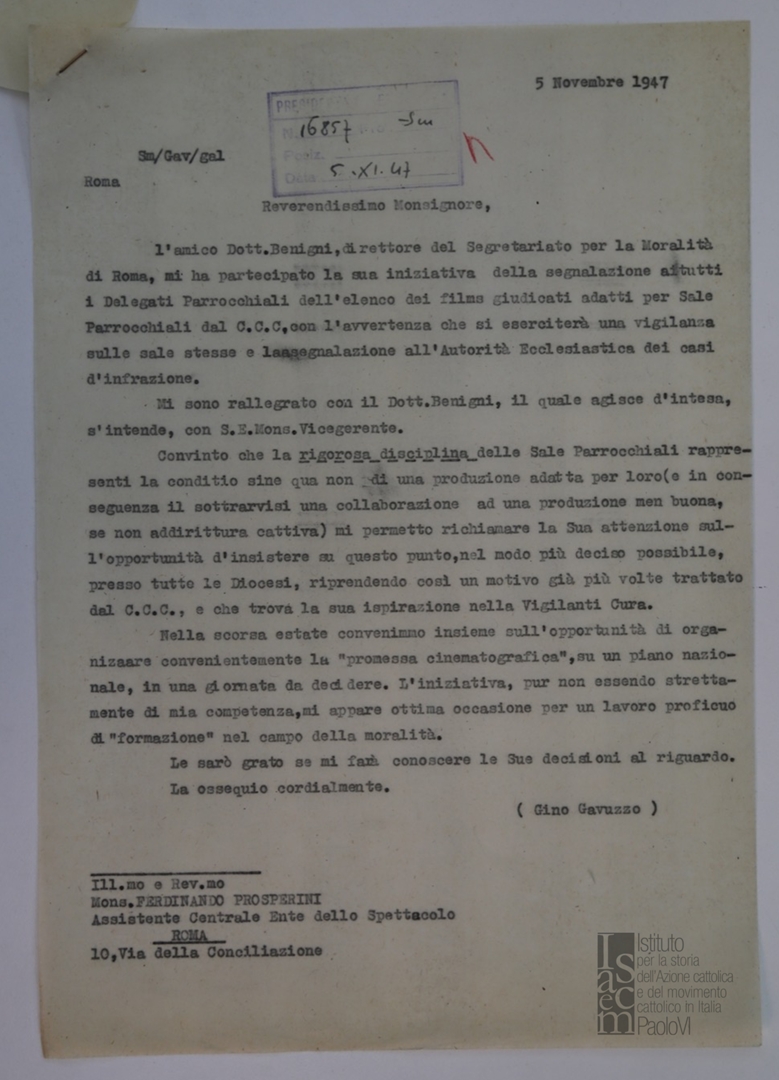 5 Novembre 1947
N. 16857 Sm
Posiz.
Data 5.XI.47
Sm/Gav/gal
Roma
Reverendissimo Monsignore,
l'amico Dott.Benigni,direttore del Segretariato per la Moralità
di Roma, mi ha partecipato la sua iniziativa della segnalazione a tutti
i Delegati Parrocchiali dell'elenco dei films giudicati adatti per Sale
Parrocchiali dal C.C.C,con l'avvertenza che si eserciterà una vigilanza
sulle sale stesse e la segnalazione all'Autorità Ecclesiastica dei casi
d'infrazione.
Mi sono rallegrato con il Dott.Benigni, il quale agisce d'intesa,
s'intende, con S.E.Mons.Vicegerente.
Convinto che la rigorosa disciplina delle Sale Parrocchiali rappre-
senti la conditio sine qua non di una produzione adatta per loro(e in con-
seguenza il sottrarvisi una collaborazione ad una produzione men buona,
se non addirittura cattiva) mi permetto richiamare la Sua attenzione sul-
l'opportunità d'insistere su questo punto,nel modo più deciso possibile,
presso tutte le Diocesi, riprendendo così un motivo già più volte trattato
dal C.C.C., e che trova la sua ispirazione nella Vigilanti Cura.
Nella scorsa estate convenimmo insieme sull'opportunità di orga-
nizaare convenientemente la "promessa cinematografica",su un piano nazio-
nale, in una giornata da decidere. L'iniziativa, pur non essendo stretta-
mente di mia competenza,mi appare ottima occasione per un lavoro proficuo
di "formazione" nel campo della moralità.
Le sarò grato se mi farà conoscere le Sue decisioni al riguardo.
La ossequio cordialmente.
( Gino Gavuzzo )
Ill.mo e Rev.mo
Mons.FERDINANDO PROSPERINI
Assistente Centrale Ente dello Spettacolo
ROMA
10,Via della Conciliazione
Isacem
Istituto
per la storia
dell'Azione cattolica
e del movimento
cattolico in Italia
PaoloVI